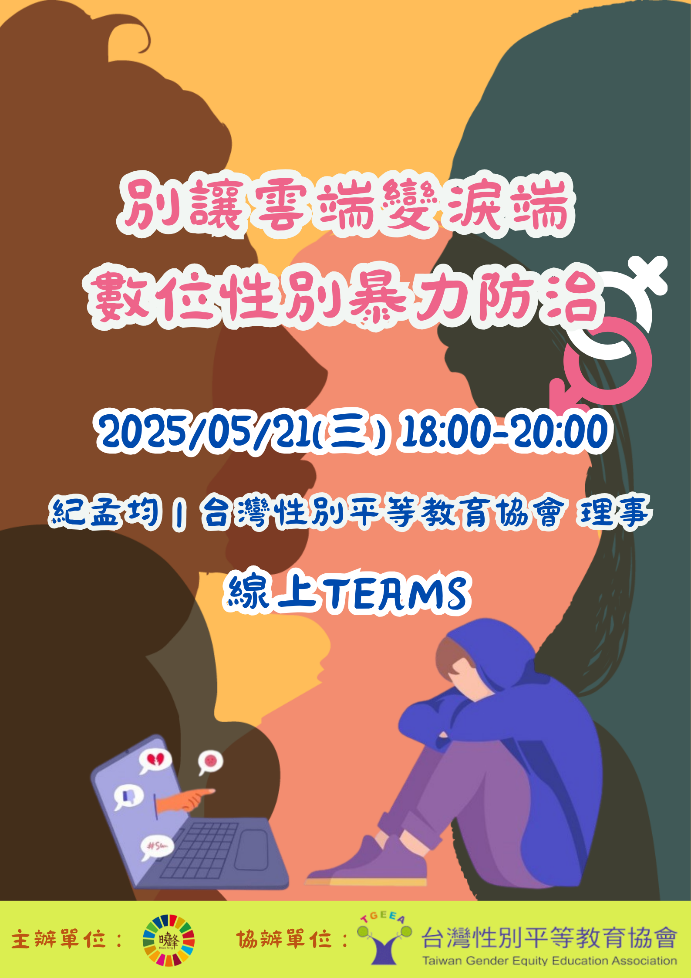 別讓雲端變淚端
數位性別暴力防治
2025/05/21(三) 18:00-20:00
紀孟均 | 台灣性別平等教育協會 理事
線上TEAMS
主辦單位：
協辦單位：
TGEEA
台灣性別平等教育協會
Taiwan Gender Equity Education Association